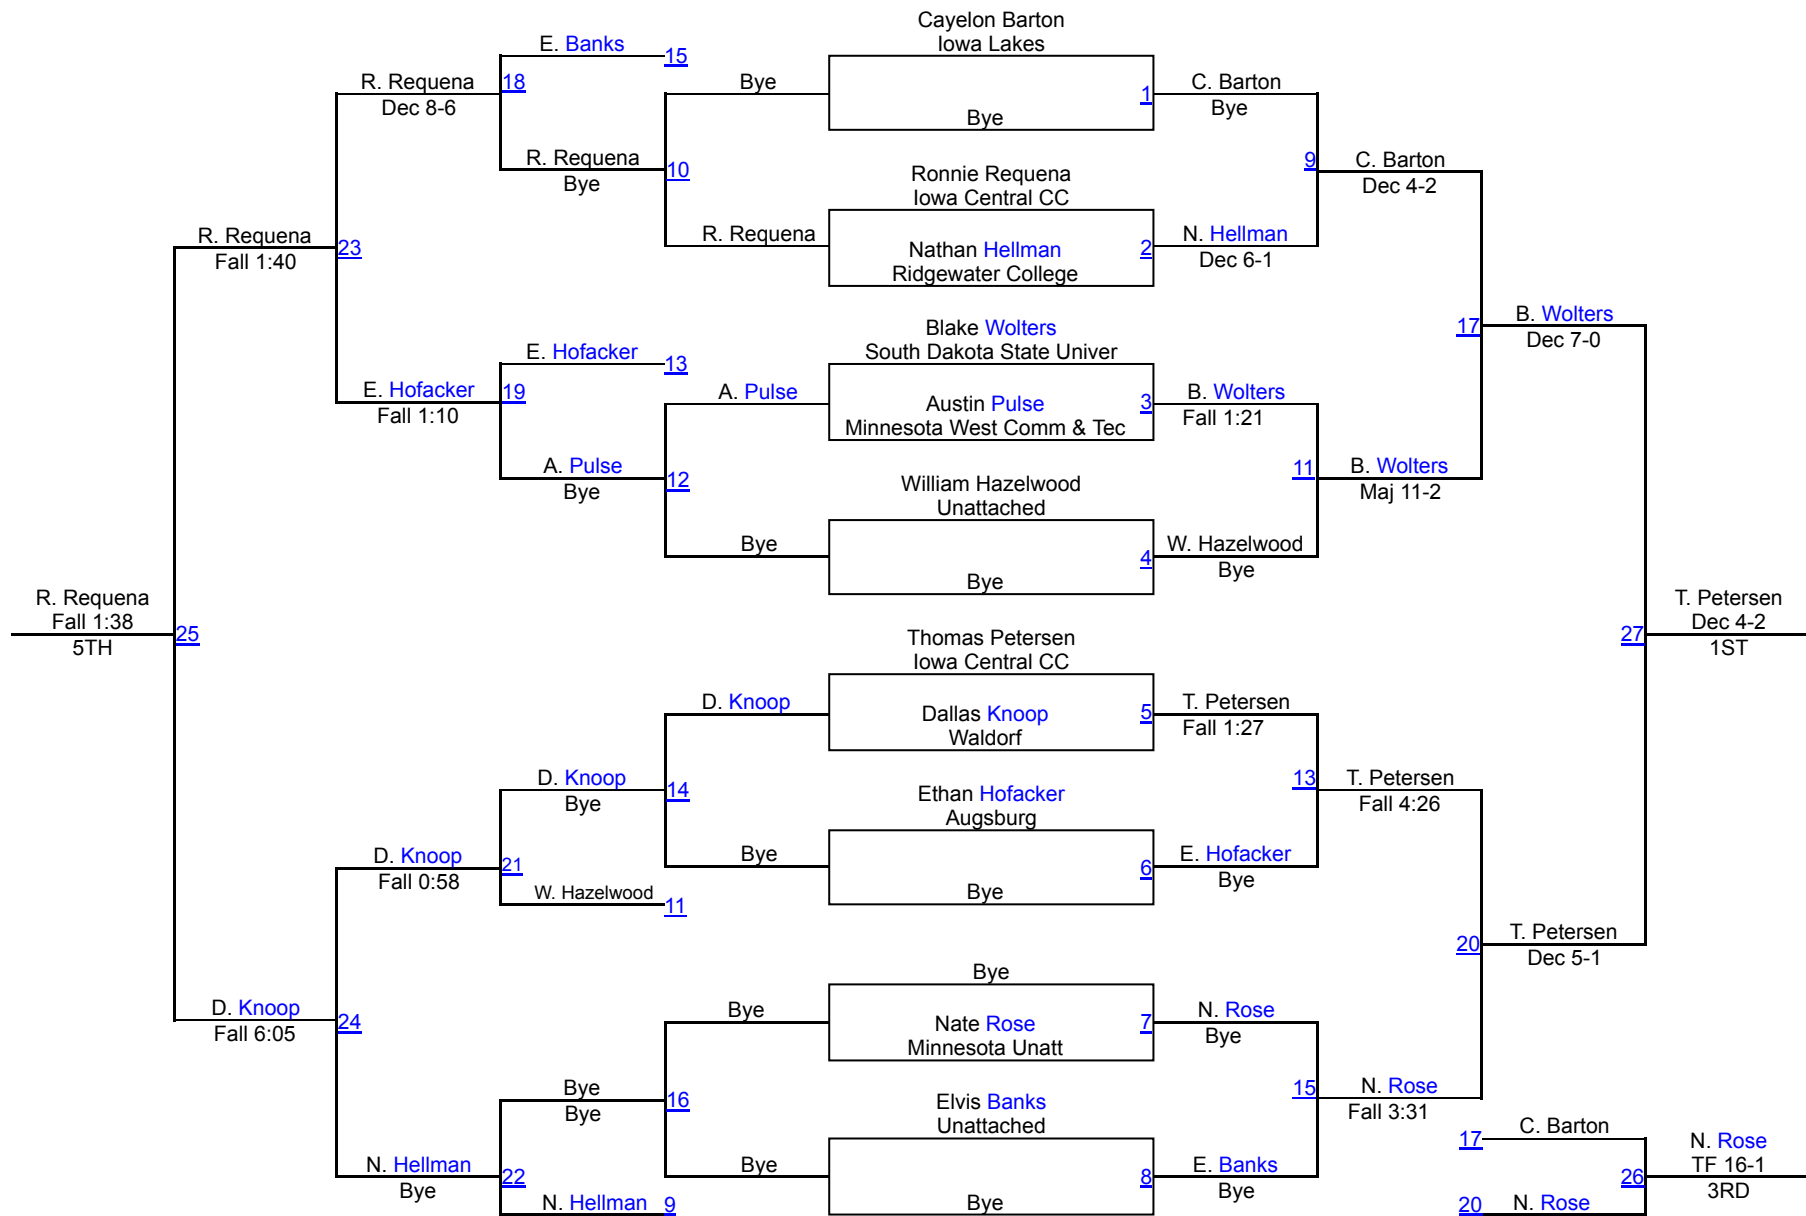 Cayelon Barton
Iowa Lakes
E. Banks
15
R. Requena
18
Dec 8-6
Bye
1
C. Barton
Bye
Bye
R. Requena
10
Bye
9
C. Barton
Dec 4-2
Ronnie Requena
Iowa Central CC
R. Requena
23
Fall 1:40
R. Requena
Nathan Hellman
2
Ridgewater College
N. Hellman
Dec 6-1
17
B. Wolters
Dec 7-0
Blake Wolters
South Dakota State Univer
E. Hofacker
13
E. Hofacker
19
Fall 1:10
A. Pulse
Austin Pulse
3
Minnesota West Comm & Tec
B. Wolters
Fall 1:21
A. Pulse
12
Bye
11
B. Wolters
Maj 11-2
William Hazelwood
Unattached
Bye
4
Bye
W. Hazelwood
Bye
R. Requena
Fall 1:38
25
5TH
27
T. Petersen
Dec 4-2
1ST
Thomas Petersen
Iowa Central CC
D. Knoop
Dallas Knoop
5
Waldorf
T. Petersen
Fall 1:27
D. Knoop
14
Bye
13
T. Petersen
Fall 4:26
Ethan Hofacker
Augsburg
D. Knoop
21
Fall 0:58
Bye
6
Bye
E. Hofacker
Bye
W. Hazelwood
11
20
T. Petersen
Dec 5-1
Bye
D. Knoop
24
Fall 6:05
Bye
Nate Rose
7
Minnesota Unatt
N. Rose
Bye
Bye
16
Bye
15
N. Rose
Fall 3:31
Elvis Banks
Unattached
N. Hellman
22
Bye
Bye
8
Bye
E. Banks
Bye
N. Hellman
9
17
C. Barton
26
N. Rose
TF 16-1
3RD
20
N. Rose